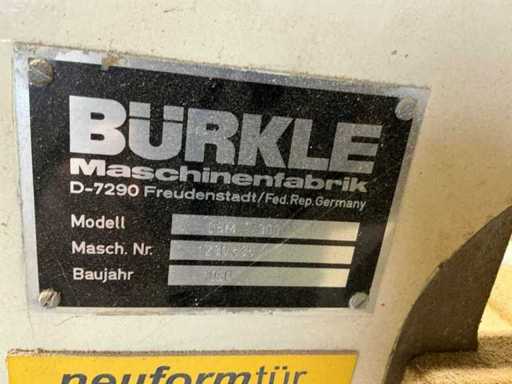 BÜRKLE
Maschinenfabrik
D-7290 Freudenstadt/Fed.Rep.Germany
Modell
Masch. Nr.
Baujahr
neuformtür